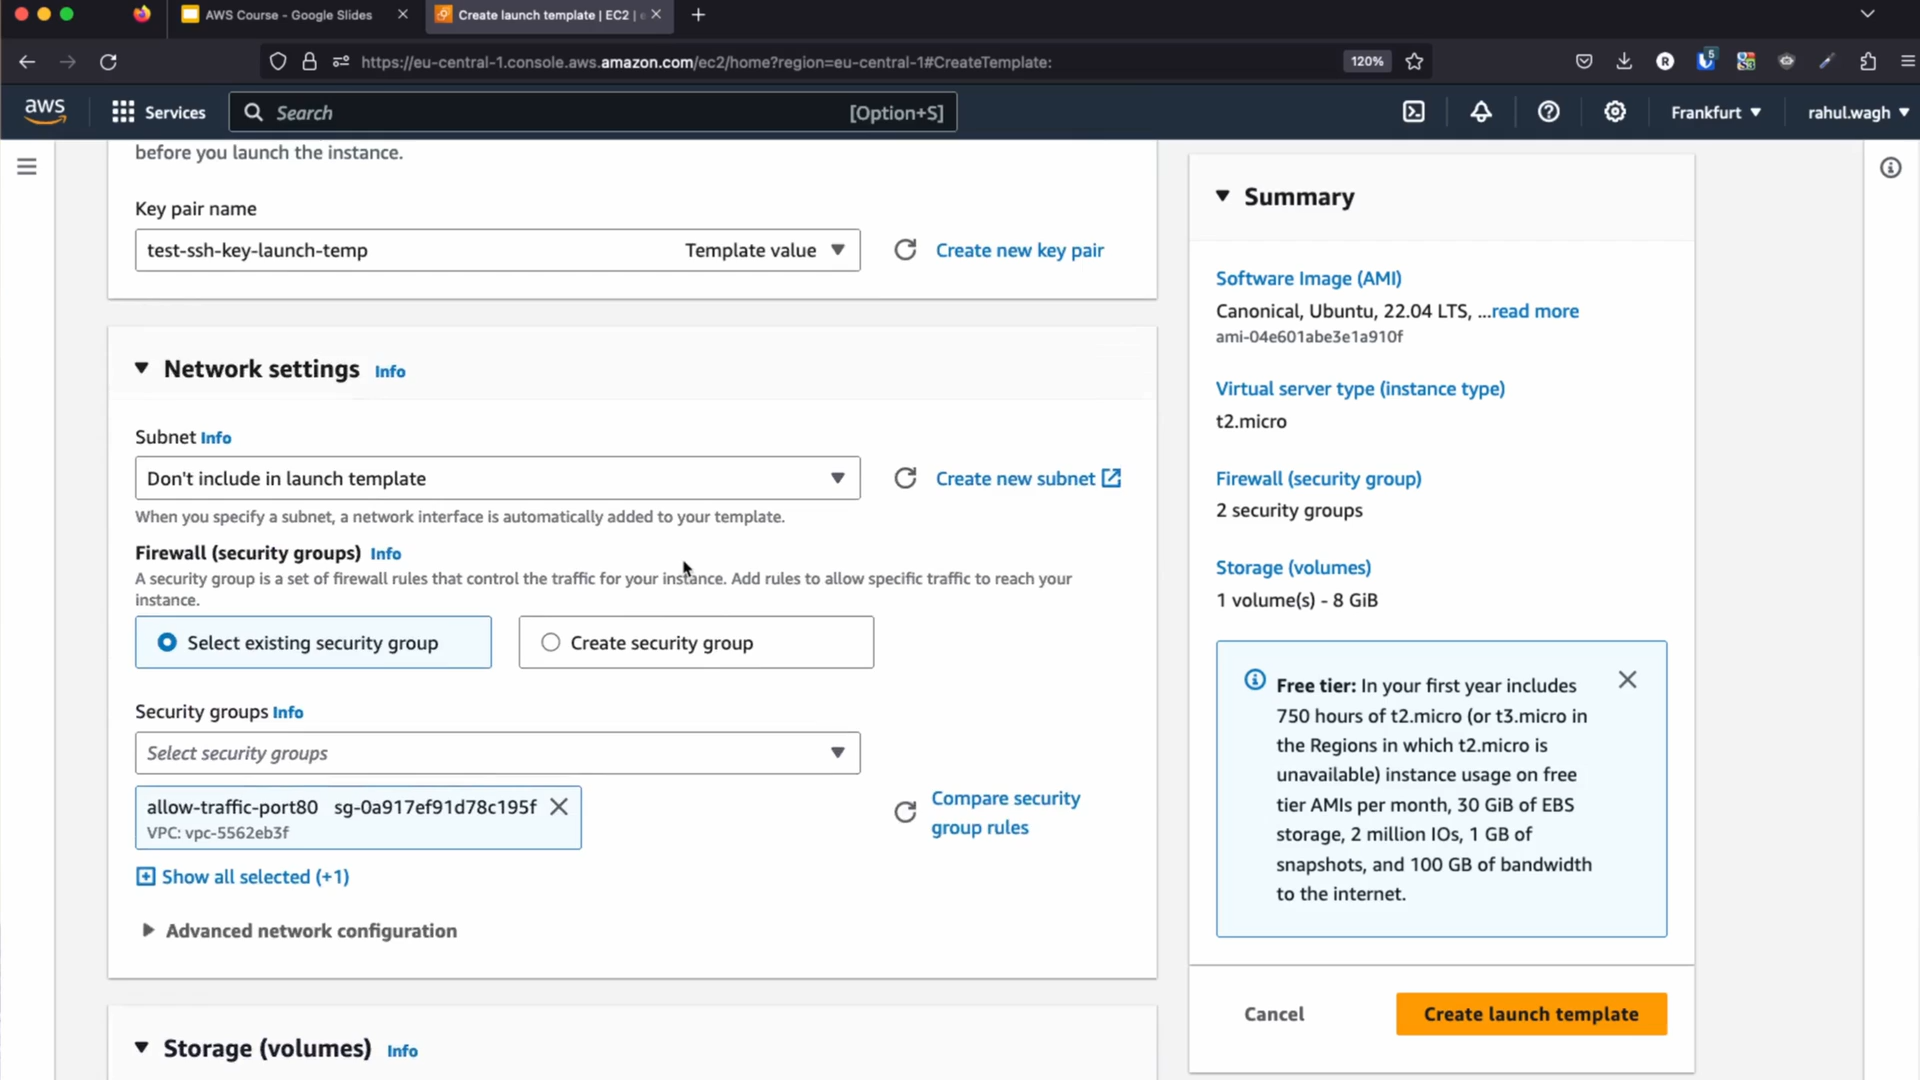 AWS Course - Google Slides
Create launch template | EC2 |
https://eu-central-1.console.aws.amazon.com/ec2/home?region=eu-central-1#CreateTemplate:
120%
R
5
aws
Services
Search
[Option+S]
Frankfurt
rahul.wagh
before you launch the instance.
Key pair name
test-ssh-key-launch-temp
Template value
Create new key pair
Network settings Info
Subnet Info
Don't include in launch template
Create new subnet
When you specify a subnet, a network interface is automatically added to your template.
Firewall (security groups) Info
A security group is a set of firewall rules that control the traffic for your instance. Add rules to allow specific traffic to reach your
instance.
Select existing security group
Create security group
Security groups Info
Select security groups
allow-traffic-port80 sg-0a917ef91d78c195f
VPC: vpc-5562eb3f
Compare security
group rules
Show all selected (+1)
Advanced network configuration
Storage (volumes) Info
Summary
Software Image (AMI)
Canonical, Ubuntu, 22.04 LTS, ...read more
ami-04e601abe3e1a910f
Virtual server type (instance type)
t2.micro
Firewall (security group)
2 security groups
Storage (volumes)
1 volume(s) - 8 GiB
Free tier: In your first year includes
750 hours of t2.micro (or t3.micro in
the Regions in which t2.micro is
unavailable) instance usage on free
tier AMIs per month, 30 GiB of EBS
storage, 2 million IOs, 1 GB of
snapshots, and 100 GB of bandwidth
to the internet.
Cancel
Create launch template